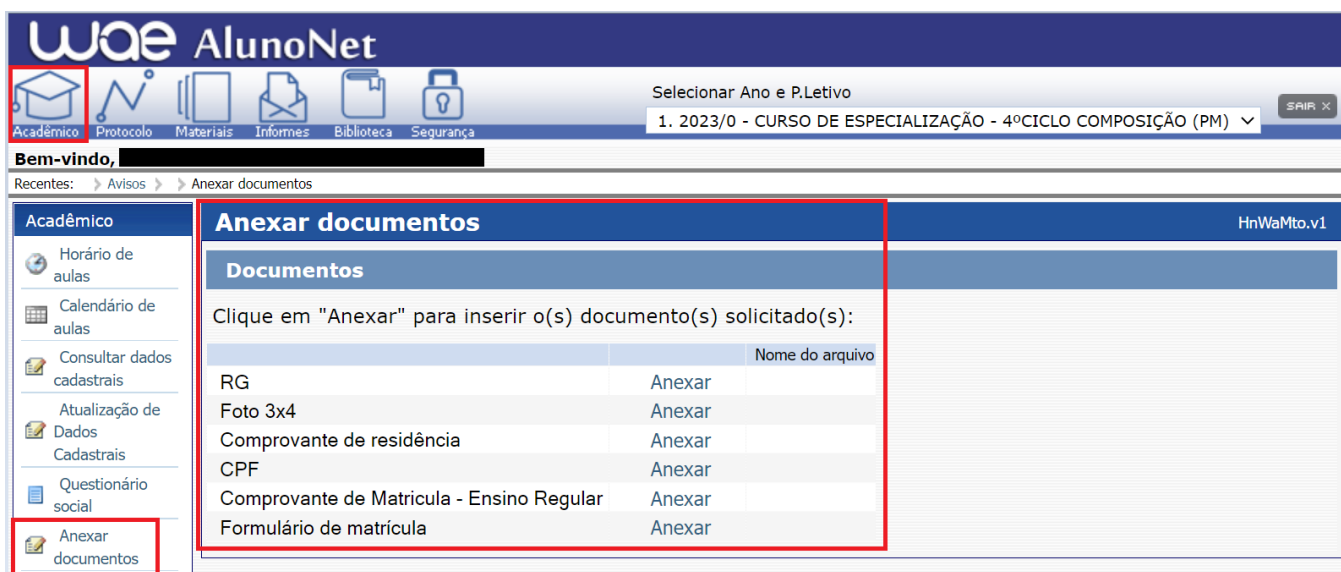 wae AlunoNet
Selecionar Ano e P.Letivo
SAIR X
1. 2023/0 - CURSO DE ESPECIALIZAÇÃO - 4ºCICLO COMPOSIÇÃO (PM)
Acadêmico Protocolo Materiais Informes Biblioteca Segurança
Bem-vindo,
Recentes: Avisos Anexar documentos
Acadêmico
Horário de
aulas
Calendário de
aulas
Consultar dados
cadastrais
Atualização de
Dados
Cadastrais
Questionário
social
Anexar
documentos
Anexar documentos HnWaMto.v1
Documentos
Clique em "Anexar" para inserir o(s) documento(s) solicitado(s):
Nome do arquivo
RG Anexar
Foto 3x4 Anexar
Comprovante de residência Anexar
CPF Anexar
Comprovante de Matricula - Ensino Regular Anexar
Formulário de matrícula Anexar